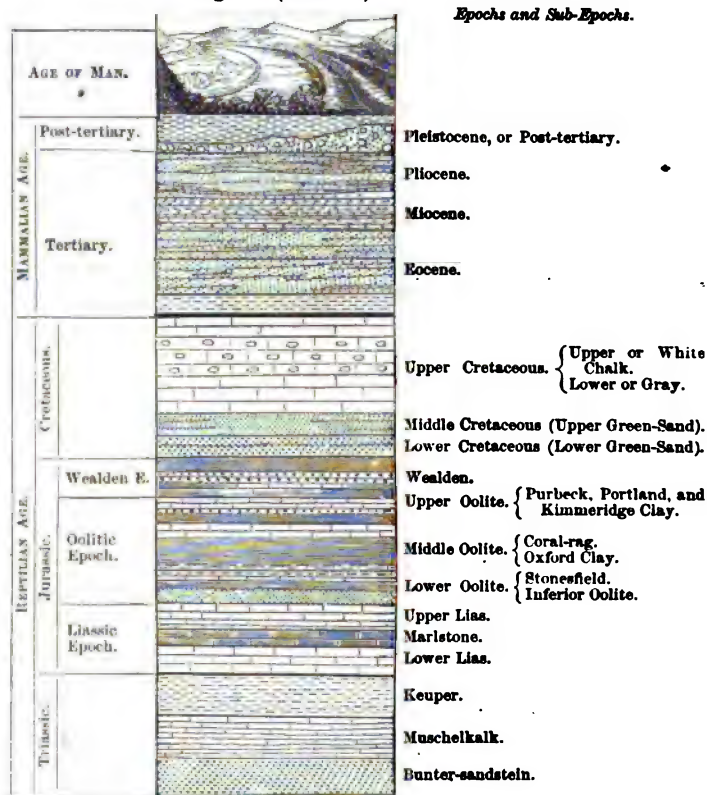 Epochs and Sub-Epochs.
AGE OF MAN.
MAMMALIAN AGE.
Post-tertiary.
Pleistocene, or Post-tertiary.
Tertiary.
Pliocene.
Miocene.
Eocene.
REPTILIAN AGE
Cretaceous.
Upper Cretaceous. { Upper or White
Chalk.
Lower or Gray.
Middle Cretaceous (Upper Green-Sand).
Lower Cretaceous (Lower Green-Sand).
Jurassic.
Wealden E.
Wealden.
Oolitic
Epoch.
Upper Oolite. { Purbeck, Portland, and
Kimmeridge Clay.
Middle Oolite. { Coral-rag.
Oxford Clay.
Lower Oolite. { Stonesfield.
Inferior Oolite.
Liassic
Epoch.
Upper Lias.
Marlstone.
Lower Lias.
Triassic.
Keuper.
Muschelkalk.
Bunter-sandstein.